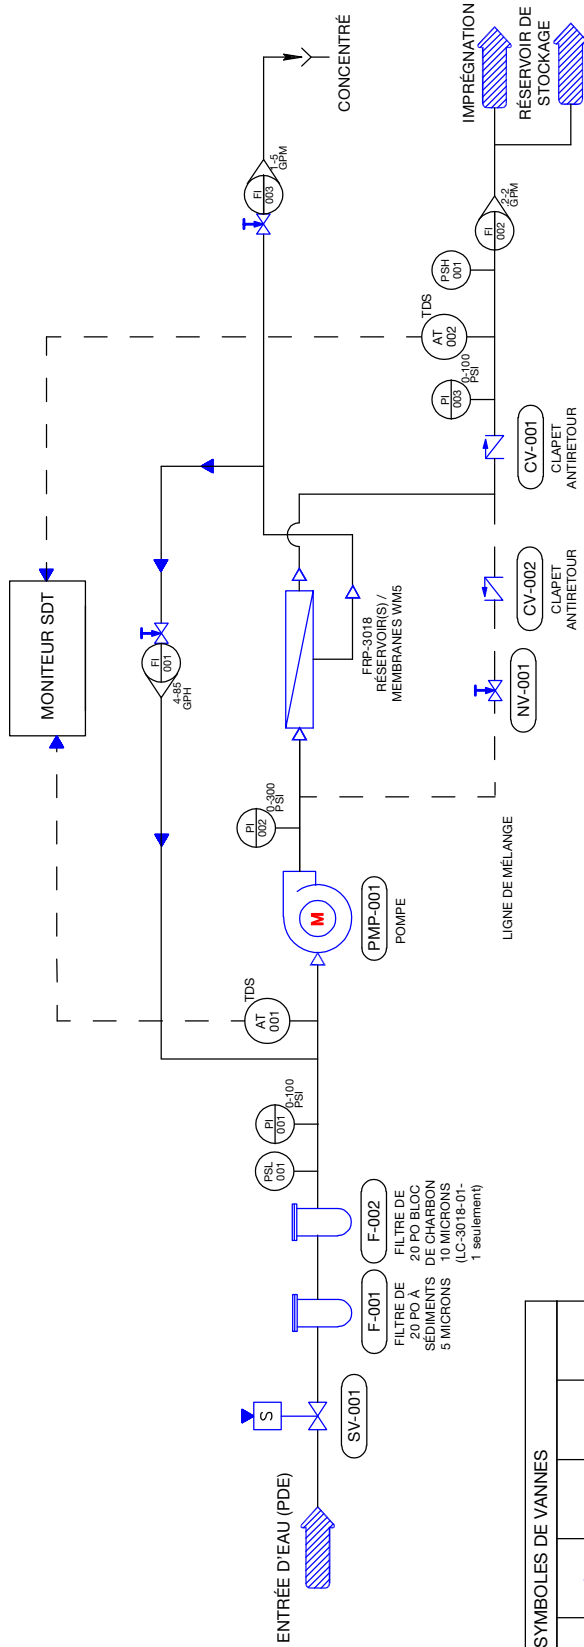 ENTRÉE D'EAU (PDE)
S
SV-001
F-001
FILTRE DE
20 PO À
SÉDIMENTS
5 MICRONS
F-002
FILTRE DE
20 PO BLOC
DE CHARBON
10 MICRONS
(LC-3018-01-
1 seulement)
PSL
001
PI
001
0-100
PSI
AT
001
TDS
M
PMP-001
POMPE
PI
002
0-300
PSI
FRP-3018
RÉSERVOIR(S) /
MEMBRANES WM5
MONITEUR SDT
FI
001
4-85
GPH
FI
003
1-5
GPM
CONCENTRÉ
LIGNE DE MÉLANGE
NV-001
CV-002
CLAPET
ANTIRETOUR
CV-001
CLAPET
ANTIRETOUR
PI
003
0-100
PSI
AT
002
TDS
PSH
001
FI
002
.2-2
GPM
IMPRÉGNATION
RÉSERVOIR DE
STOCKAGE
SYMBOLES DE VANNES